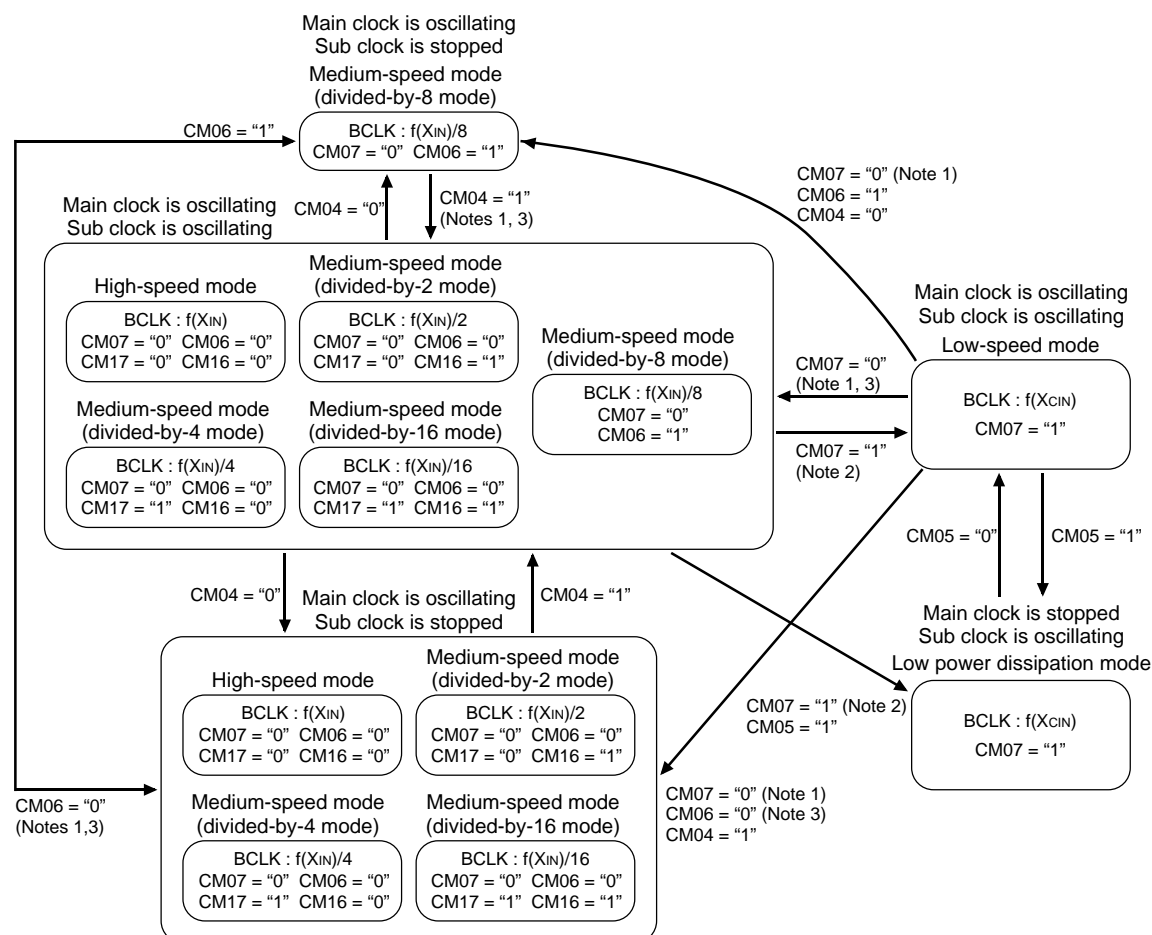 Main clock is oscillating
Sub clock is stopped
Medium-speed mode
(divided-by-8 mode)
CM06 = “1”
BCLK : f(XIN)/8
CM07 = “0” CM06 = “1”
CM07 = “0” (Note 1)
CM06 = “1”
CM04 = “0”
Main clock is oscillating
Sub clock is oscillating
CM04 = “0”
CM04 = “1”
(Notes 1, 3)
High-speed mode
BCLK : f(XIN)
CM07 = “0” CM06 = “0”
CM17 = “0” CM16 = “0”
Medium-speed mode
(divided-by-2 mode)
BCLK : f(XIN)/2
CM07 = “0” CM06 = “0”
CM17 = “0” CM16 = “1”
Medium-speed mode
(divided-by-8 mode)
BCLK : f(XIN)/8
CM07 = “0”
CM06 = “1”
Medium-speed mode
(divided-by-4 mode)
BCLK : f(XIN)/4
CM07 = “0” CM06 = “0”
CM17 = “1” CM16 = “0”
Medium-speed mode
(divided-by-16 mode)
BCLK : f(XIN)/16
CM07 = “0” CM06 = “0”
CM17 = “1” CM16 = “1”
CM07 = “0”
(Note 1, 3)
CM07 = “1”
(Note 2)
Main clock is oscillating
Sub clock is oscillating
Low-speed mode
BCLK : f(XCIN)
CM07 = “1”
CM05 = “0”
CM05 = “1”
CM04 = “0”
Main clock is oscillating
Sub clock is stopped
CM04 = “1”
Main clock is stopped
Sub clock is oscillating
Low power dissipation mode
BCLK : f(XCIN)
CM07 = “1”
CM07 = “1” (Note 2)
CM05 = “1”
High-speed mode
BCLK : f(XIN)
CM07 = “0” CM06 = “0”
CM17 = “0” CM16 = “0”
Medium-speed mode
(divided-by-2 mode)
BCLK : f(XIN)/2
CM07 = “0” CM06 = “0”
CM17 = “0” CM16 = “1”
CM06 = “0”
(Notes 1,3)
Medium-speed mode
(divided-by-4 mode)
BCLK : f(XIN)/4
CM07 = “0” CM06 = “0”
CM17 = “1” CM16 = “0”
Medium-speed mode
(divided-by-16 mode)
BCLK : f(XIN)/16
CM07 = “0” CM06 = “0”
CM17 = “1” CM16 = “1”
CM07 = “0” (Note 1)
CM06 = “0” (Note 3)
CM04 = “1”